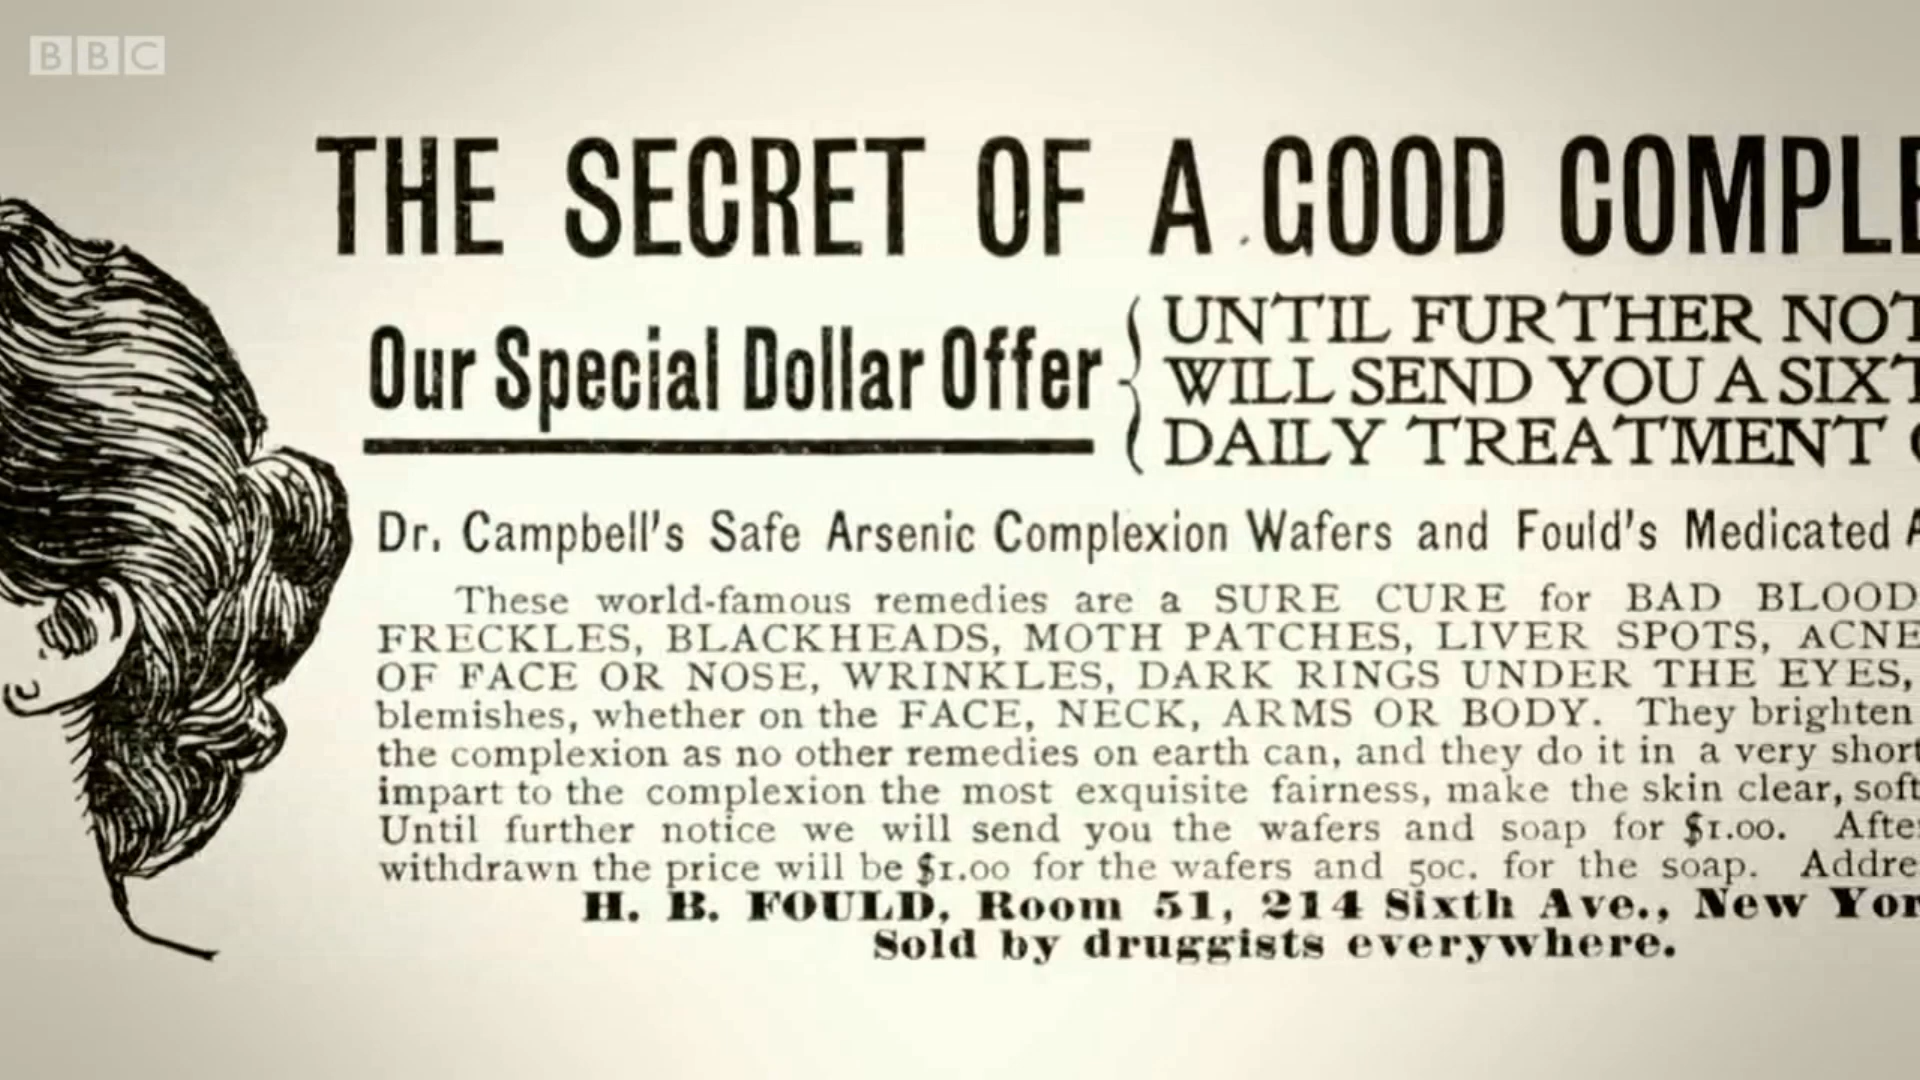 BBC
THE SECRET OF A GOOD COMPLE
Our Special Dollar Offer
UNTIL FURTHER NOT
WILL SEND YOU A SIXT
DAILY TREATMENT
Dr. Campbell's Safe Arsenic Complexion Wafers and Fould's Medicated A
These world-famous remedies are a SURE CURE for BAD BLOOD
FRECKLES, BLACKHEADS, MOTH PATCHES, LIVER SPOTS, ACNE
OF FACE OR NOSE, WRINKLES, DARK RINGS UNDER THE EYES,
blemishes, whether on the FACE, NECK, ARMS OR BODY. They brighten
the complexion as no other remedies on earth can, and they do it in a very short
impart to the complexion the most exquisite fairness, make the skin clear, soft
Until further notice we will send you the wafers and soap for $1.00. After
withdrawn the price will be $1.00 for the wafers and 50c. for the soap. Addre
H. B. FOULD, Room 51, 214 Sixth Ave., New Yor
Sold by druggists everywhere.